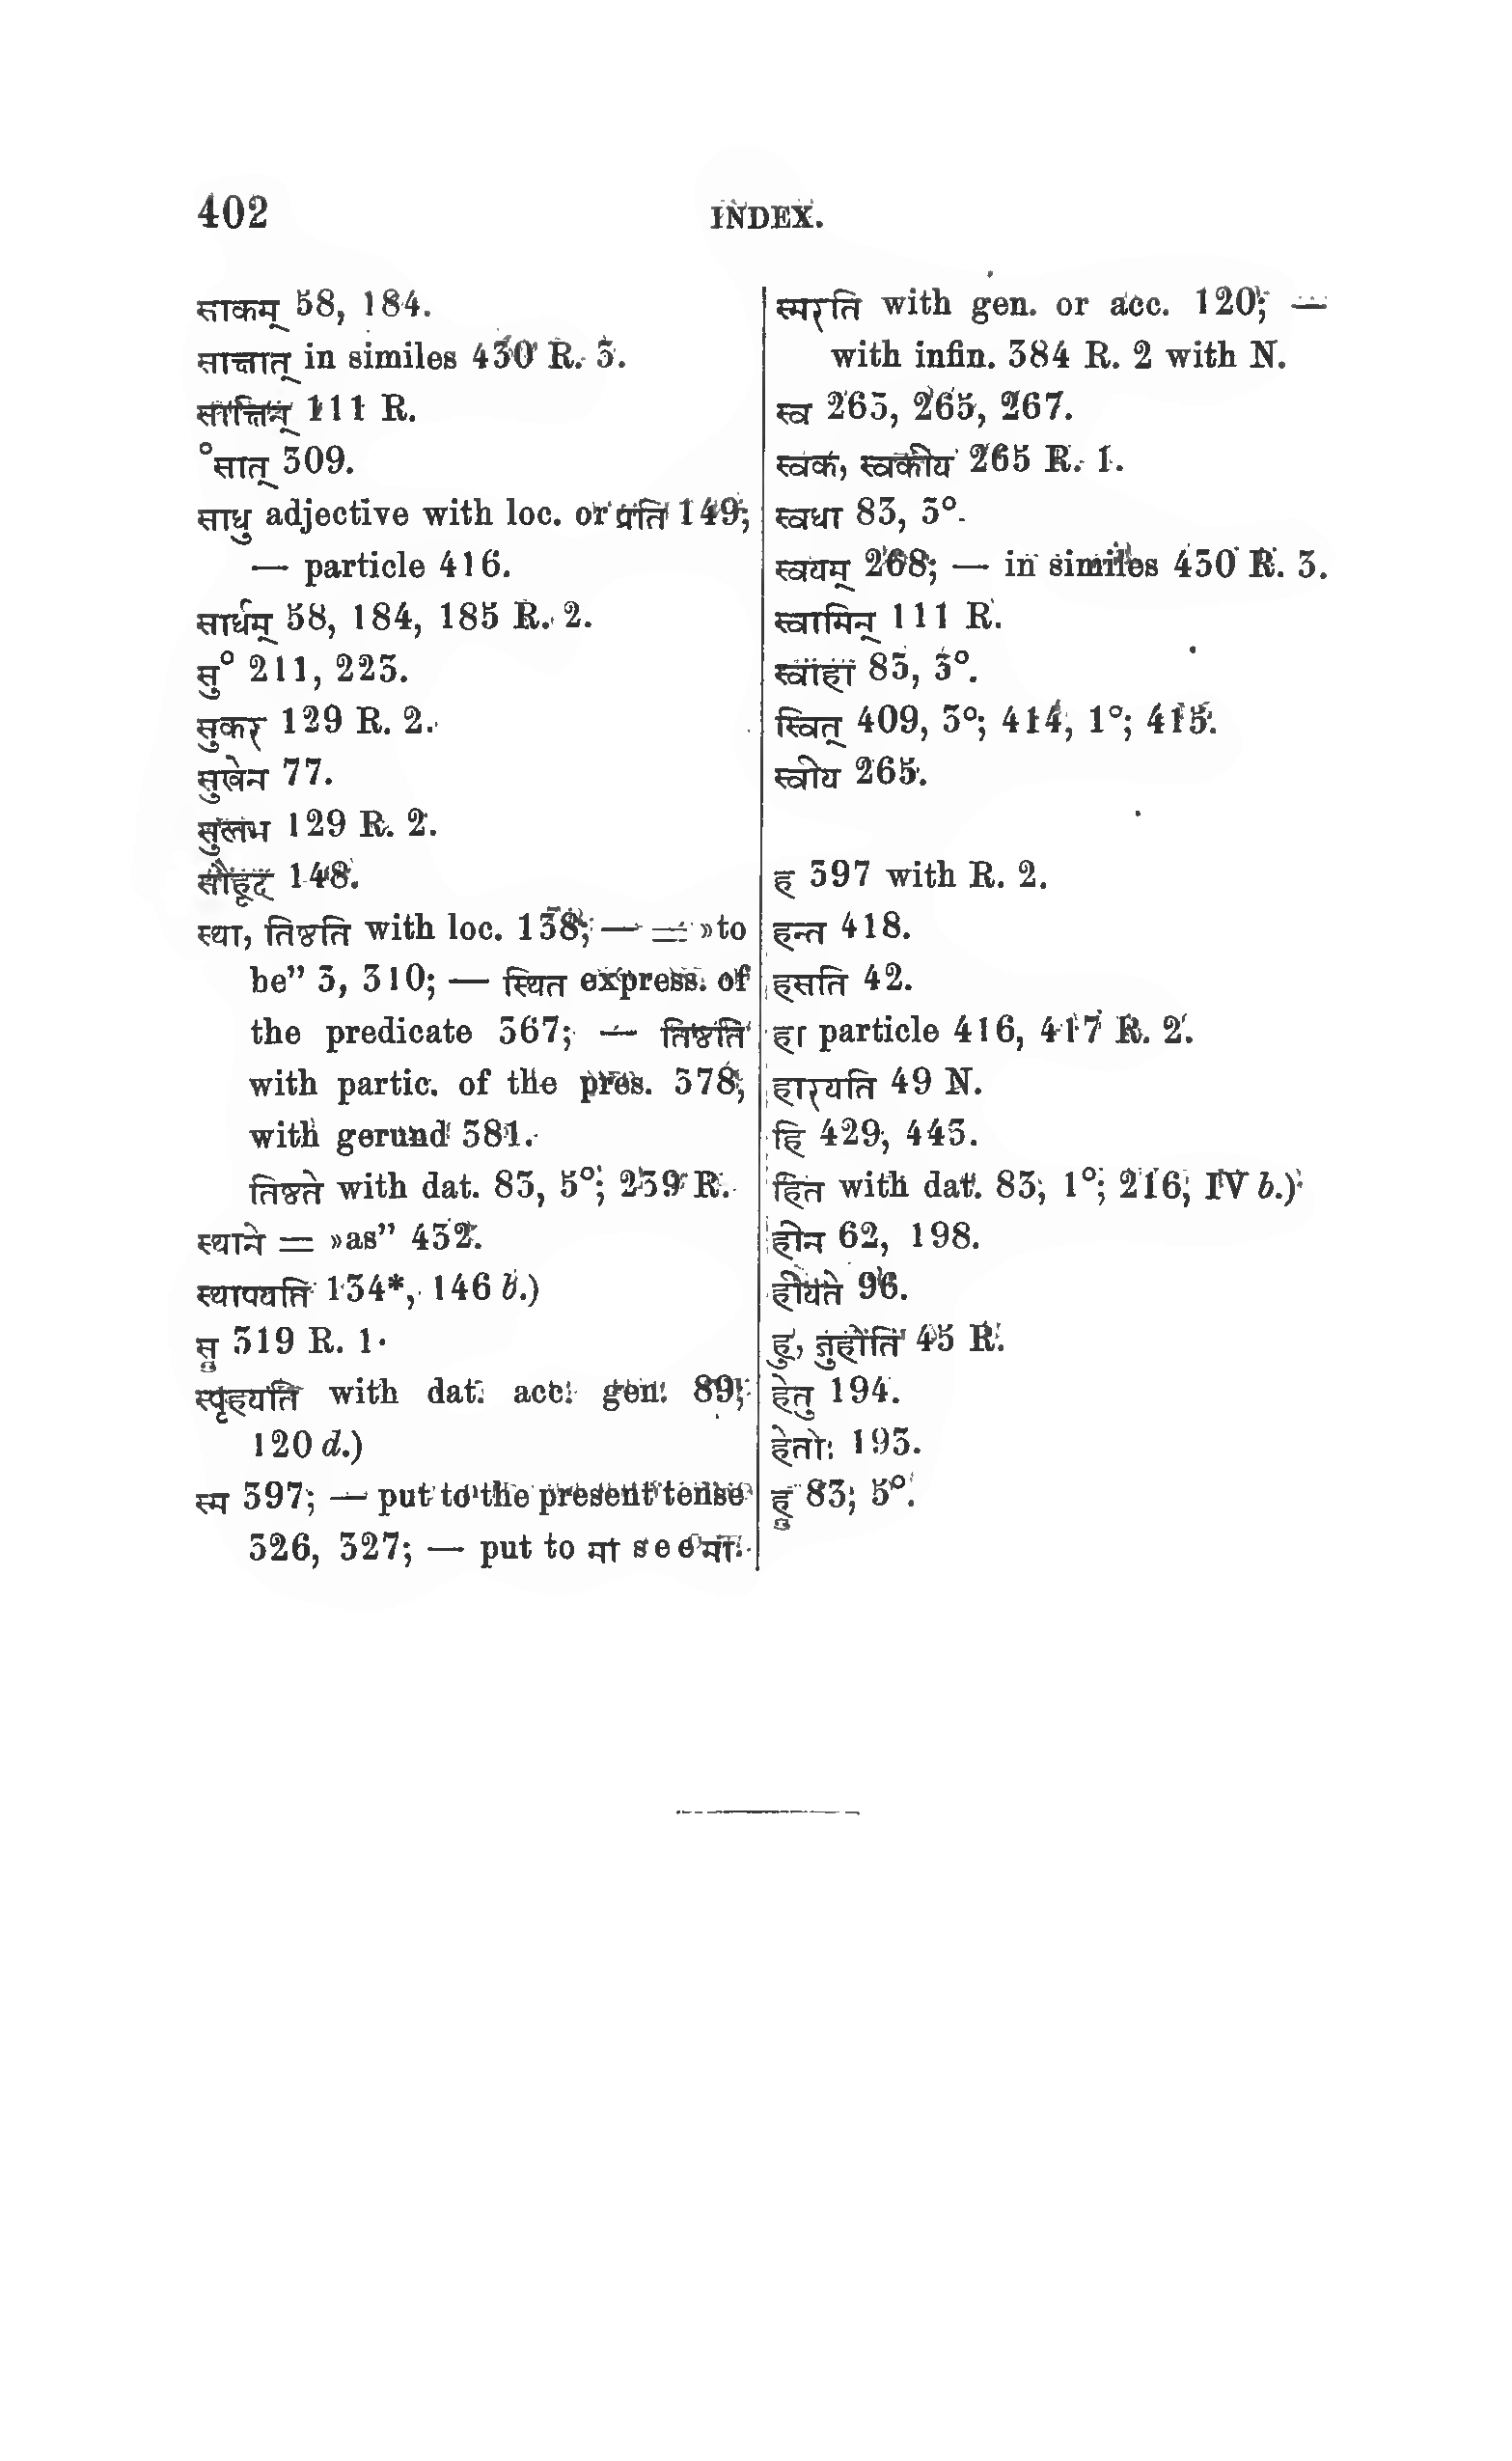 402
INDEX.
साकम् 58, 184.
साक्षात् in similes 430 R. 3.
साक्षिन् 111 R.
°सात् 309.
साधु adjective with loc. or प्रति 149;
— particle 416.
सार्धम् 58, 184, 185 R. 2.
सु° 211, 223.
सुकर 129 R. 2.
सुखेन 77.
सुलभ 129 R. 2.
सौहृद 148.
स्था, तिष्ठति with loc. 138; — = »to
be” 3, 310; — स्थित express. of
the predicate 367; — तिष्ठति
with partic. of the pres. 378;
with gerund 381.
तिष्ठते with dat. 83, 5°; 239 R.
स्थाने = »as” 432.
स्थापयति 134*, 146 b.)
स्म 319 R. 1.
स्पृहयति with dat. acc. gen. 89;
120 d.)
स्म 397; — put to the present tense
326, 327; — put to मा see मा.
स्मरति with gen. or acc. 120; —
with infin. 384 R. 2 with N.
स्व 263, 265, 267.
स्वक, स्वकीय 265 R. 1.
स्वधा 83, 3°.
स्वयम् 268; — in similes 430 R. 3.
स्वामिन् 111 R.
स्वाहा 83, 3°.
स्वित् 409, 3°; 414, 1°; 415.
स्वीय 265.
ह 397 with R. 2.
हन्त 418.
हसति 42.
हा particle 416, 417 R. 2.
हारयति 49 N.
हि 429, 443.
हित with dat. 83, 1°; 216, IV b.)
हीन 62, 198.
हीयते 96.
हु, जुहोति 45 R.
हेतु 194.
हेतोः 193.
ह्नु 83, 5°.